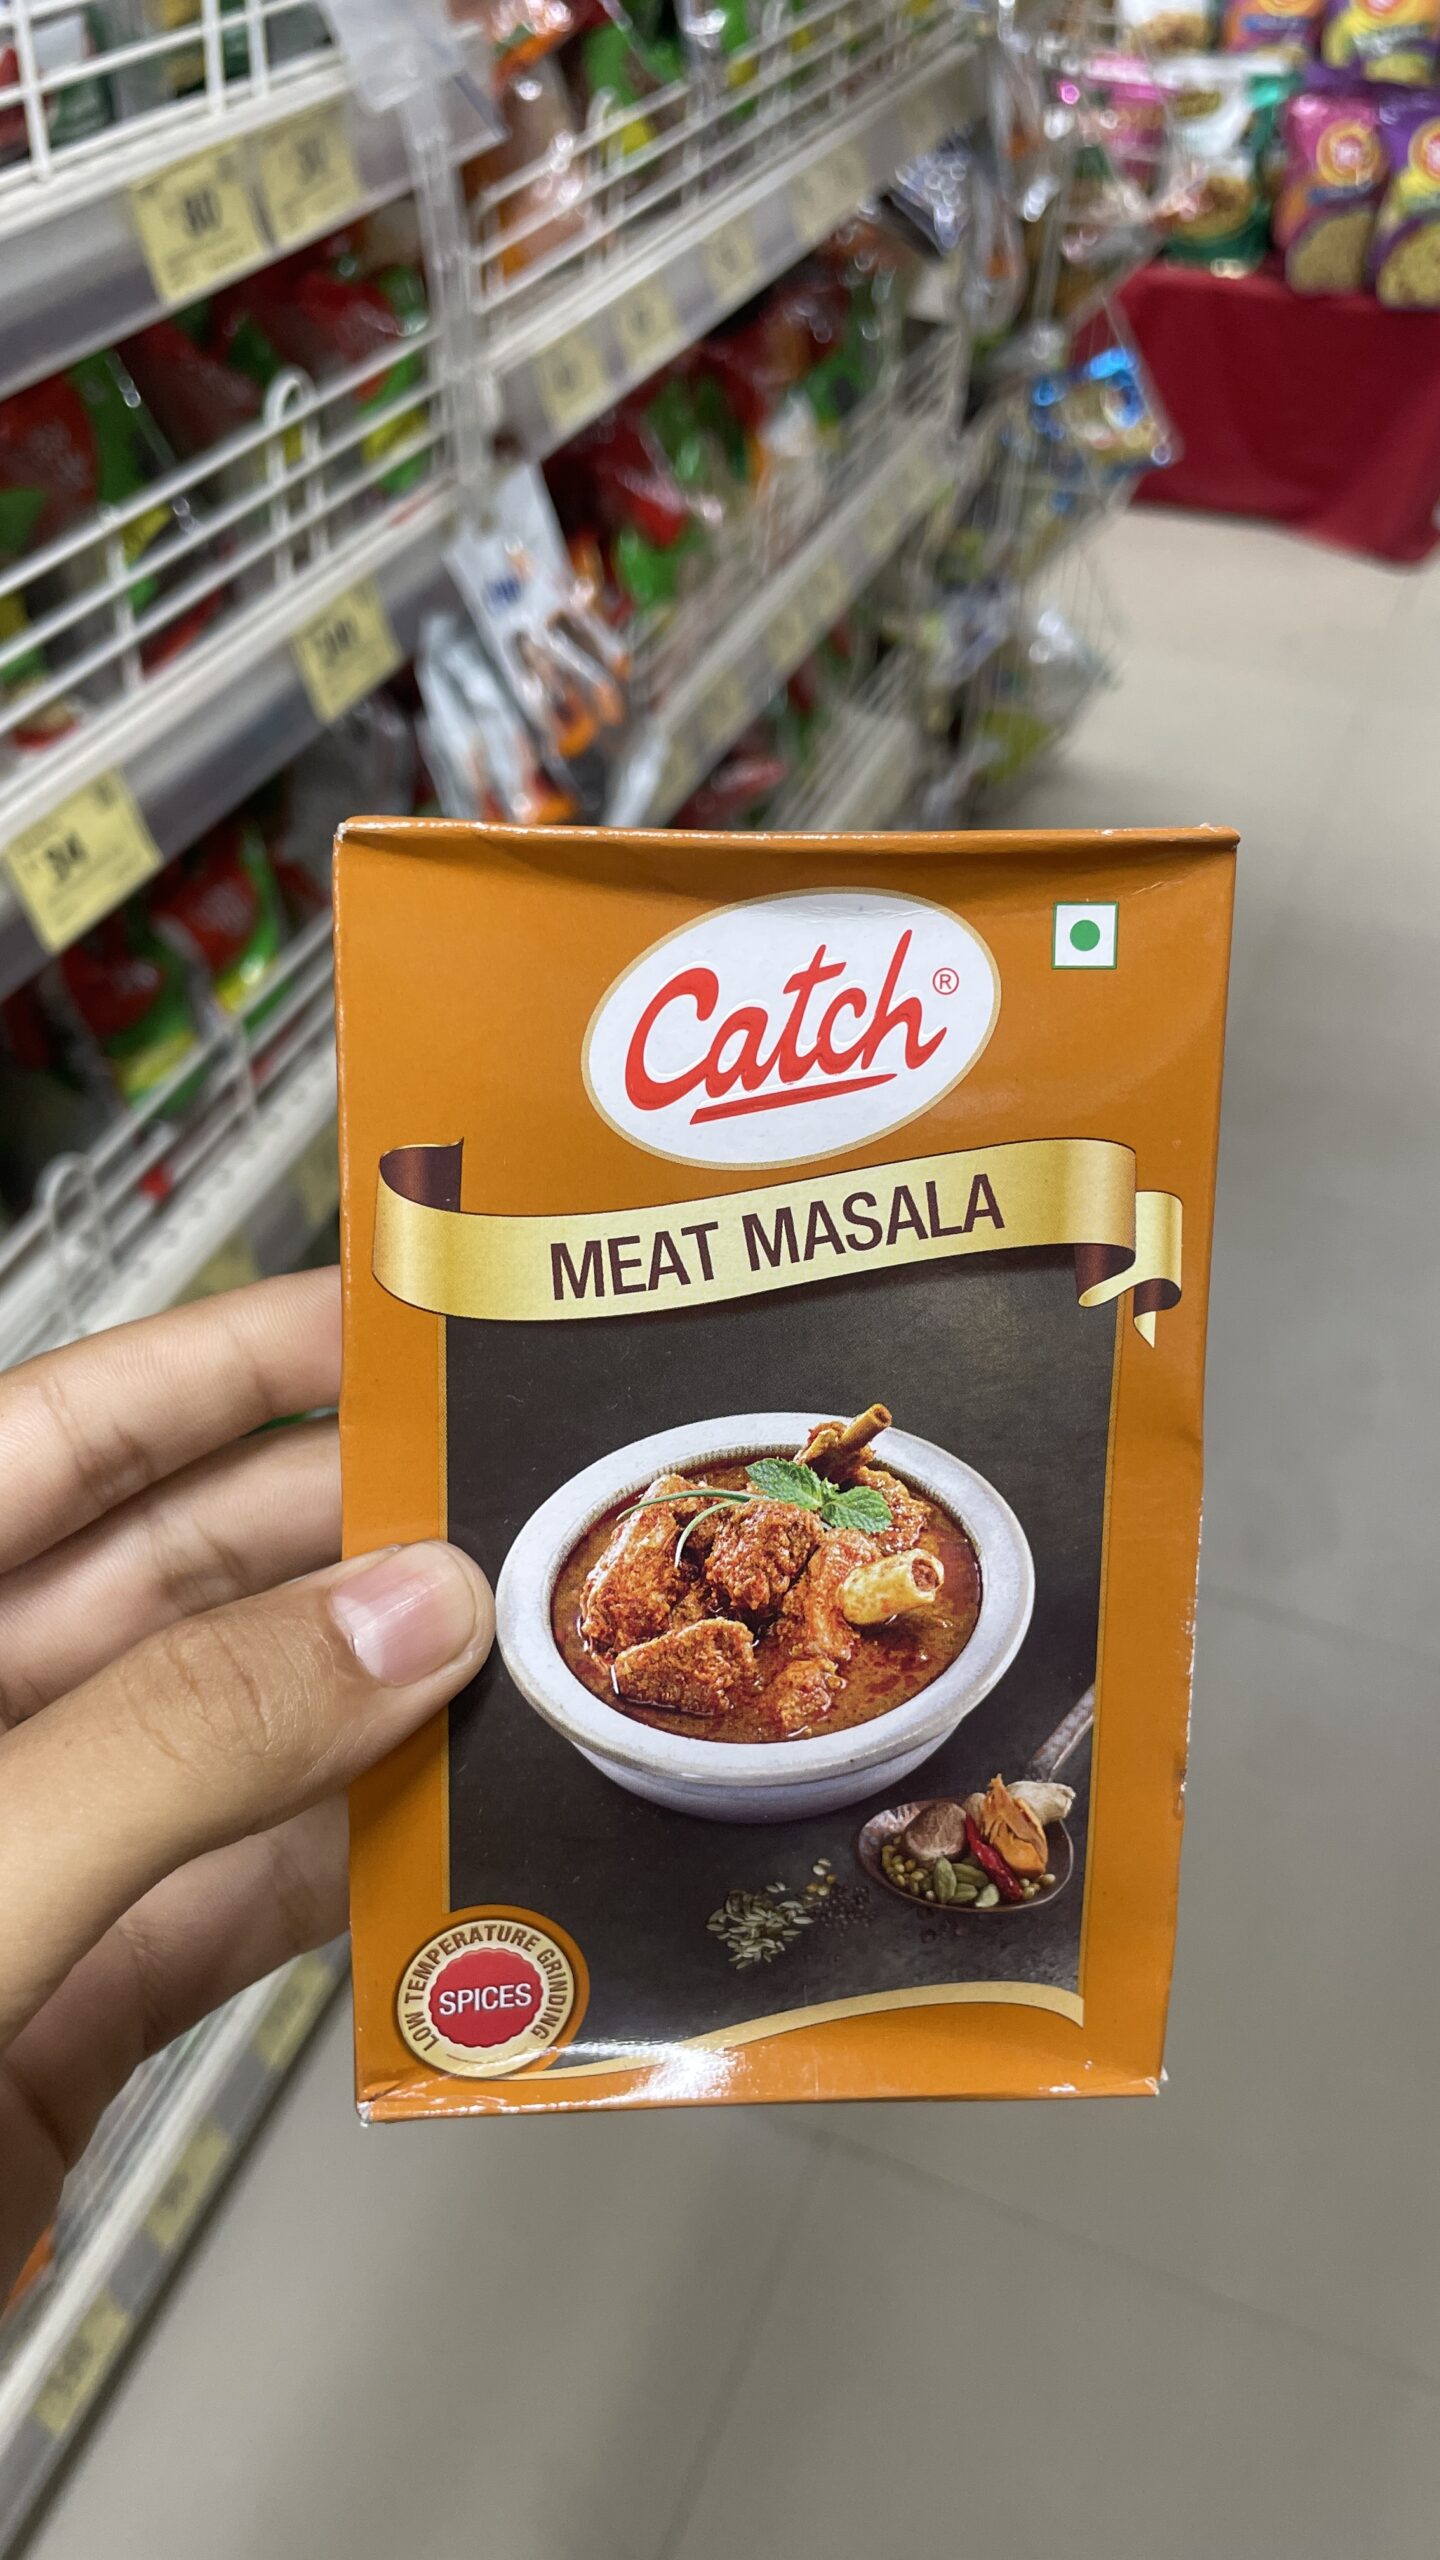 Catch®
MEAT MASALA
LOW TEMPERATURE GRINDING
SPICES